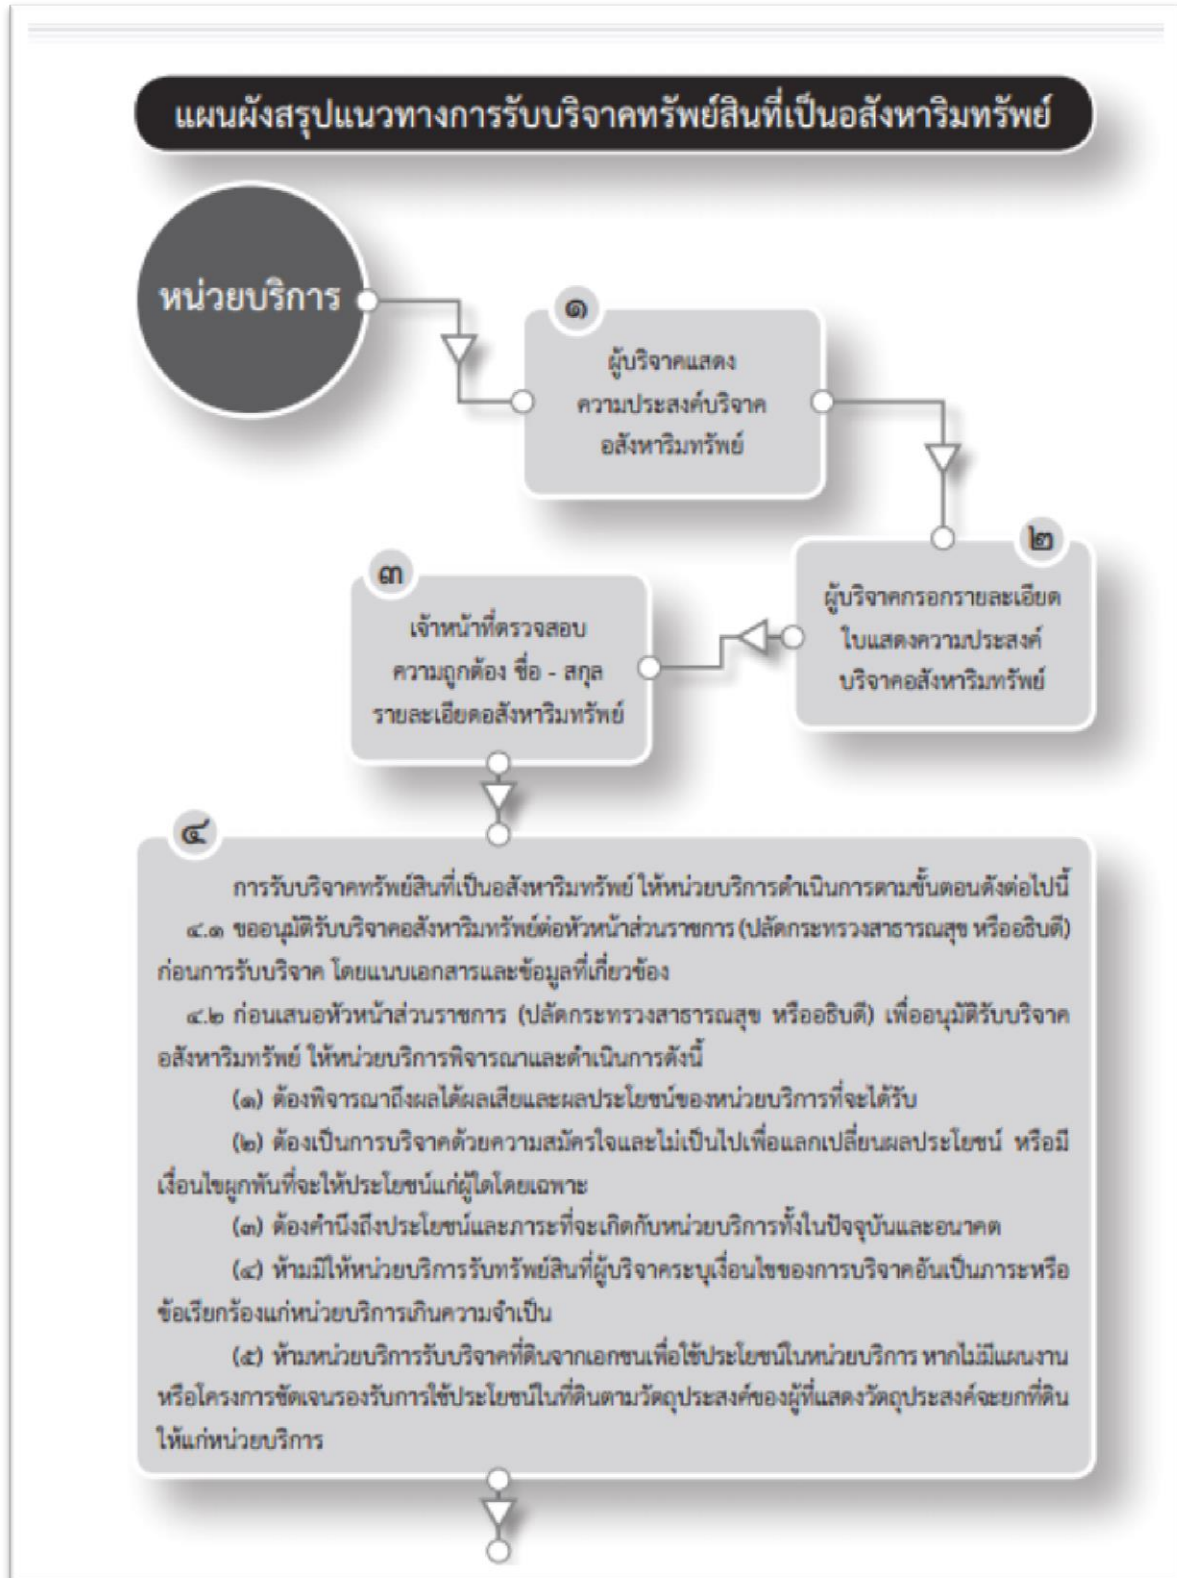 แผนผังสรุปแนวทางการรับบริจาคทรัพย์สินที่เป็นอสังหาริมทรัพย์
หน่วยบริการ
๑
ผู้บริจาคแสดง
ความประสงค์บริจาค
อสังหาริมทรัพย์
๒
ผู้บริจาคกรอกรายละเอียด
ใบแสดงความประสงค์
บริจาคอสังหาริมทรัพย์
๓
เจ้าหน้าที่ตรวจสอบ
ความถูกต้อง ชื่อ - สกุล
รายละเอียดอสังหาริมทรัพย์
๔
การรับบริจาคทรัพย์สินที่เป็นอสังหาริมทรัพย์ ให้หน่วยบริการดำเนินการตามขั้นตอนดังต่อไปนี้
๔.๑ ขออนุมัติรับบริจาคอสังหาริมทรัพย์ต่อหัวหน้าส่วนราชการ (ปลัดกระทรวงสาธารณสุข หรืออธิบดี)
ก่อนการรับบริจาค โดยแนบเอกสารและข้อมูลที่เกี่ยวข้อง
๔.๒ ก่อนเสนอหัวหน้าส่วนราชการ (ปลัดกระทรวงสาธารณสุข หรืออธิบดี) เพื่ออนุมัติรับบริจาค
อสังหาริมทรัพย์ ให้หน่วยบริการพิจารณาและดำเนินการดังนี้
(๑) ต้องพิจารณาถึงผลได้ผลเสียและผลประโยชน์ของหน่วยบริการที่จะได้รับ
(๒) ต้องเป็นการบริจาคด้วยความสมัครใจและไม่เป็นไปเพื่อแลกเปลี่ยนผลประโยชน์ หรือมี
เงื่อนไขผูกพันที่จะให้ประโยชน์แก่ผู้ใดโดยเฉพาะ
(๓) ต้องคำนึงถึงประโยชน์และภาระที่จะเกิดกับหน่วยบริการทั้งในปัจจุบันและอนาคต
(๔) ห้ามมิให้หน่วยบริการรับทรัพย์สินที่ผู้บริจาคระบุเงื่อนไขของการบริจาคอันเป็นภาระหรือ
ข้อเรียกร้องแก่หน่วยบริการเกินความจำเป็น
(๕) ห้ามหน่วยบริการรับบริจาคที่ดินจากเอกชนเพื่อใช้ประโยชน์ในหน่วยบริการ หากไม่มีแผนงาน
หรือโครงการชัดเจนรองรับการใช้ประโยชน์ในที่ดินตามวัตถุประสงค์ของผู้ที่แสดงวัตถุประสงค์จะยกที่ดิน
ให้แก่หน่วยบริการ